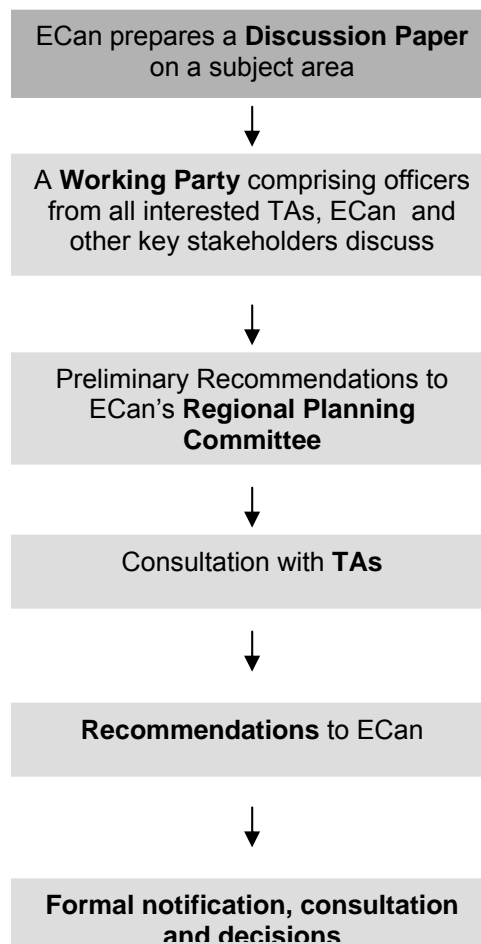 ECan prepares a Discussion Paper
on a subject area
A Working Party comprising officers
from all interested TAs, ECan and
other key stakeholders discuss
Preliminary Recommendations to
ECan's Regional Planning
Committee
Consultation with TAs
Recommendations to ECan
Formal notification, consultation
and decisions